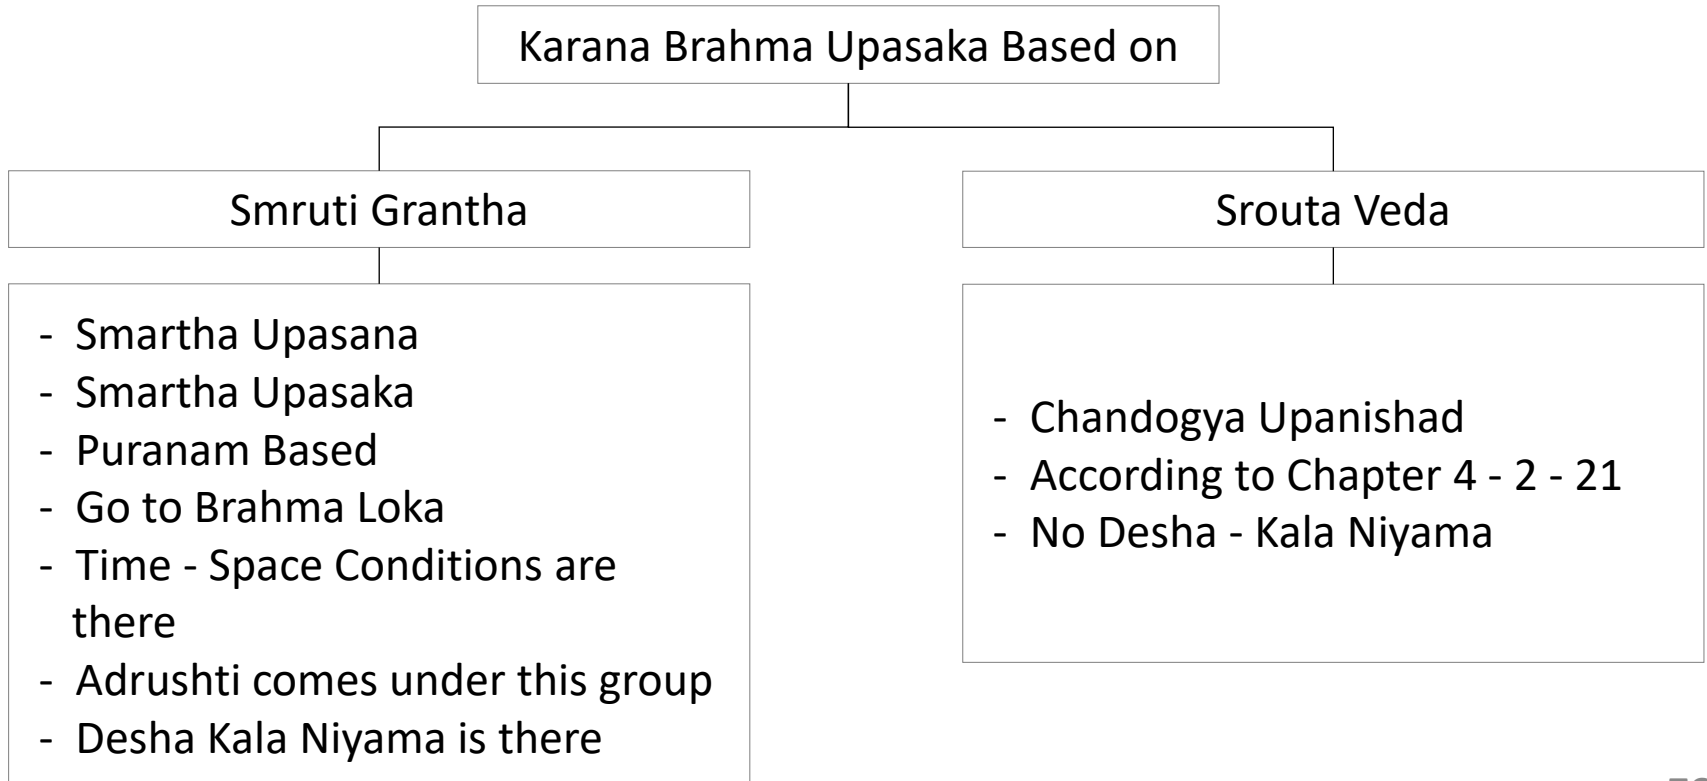 Karana Brahma Upasaka Based on
Smruti Grantha
Srouta Veda
- Smartha Upasana
- Smartha Upasaka
- Puranam Based
- Go to Brahma Loka
- Time - Space Conditions are
there
- Adrushti comes under this group
- Desha Kala Niyama is there
- Chandogya Upanishad
- According to Chapter 4 - 2 - 21
- No Desha - Kala Niyama